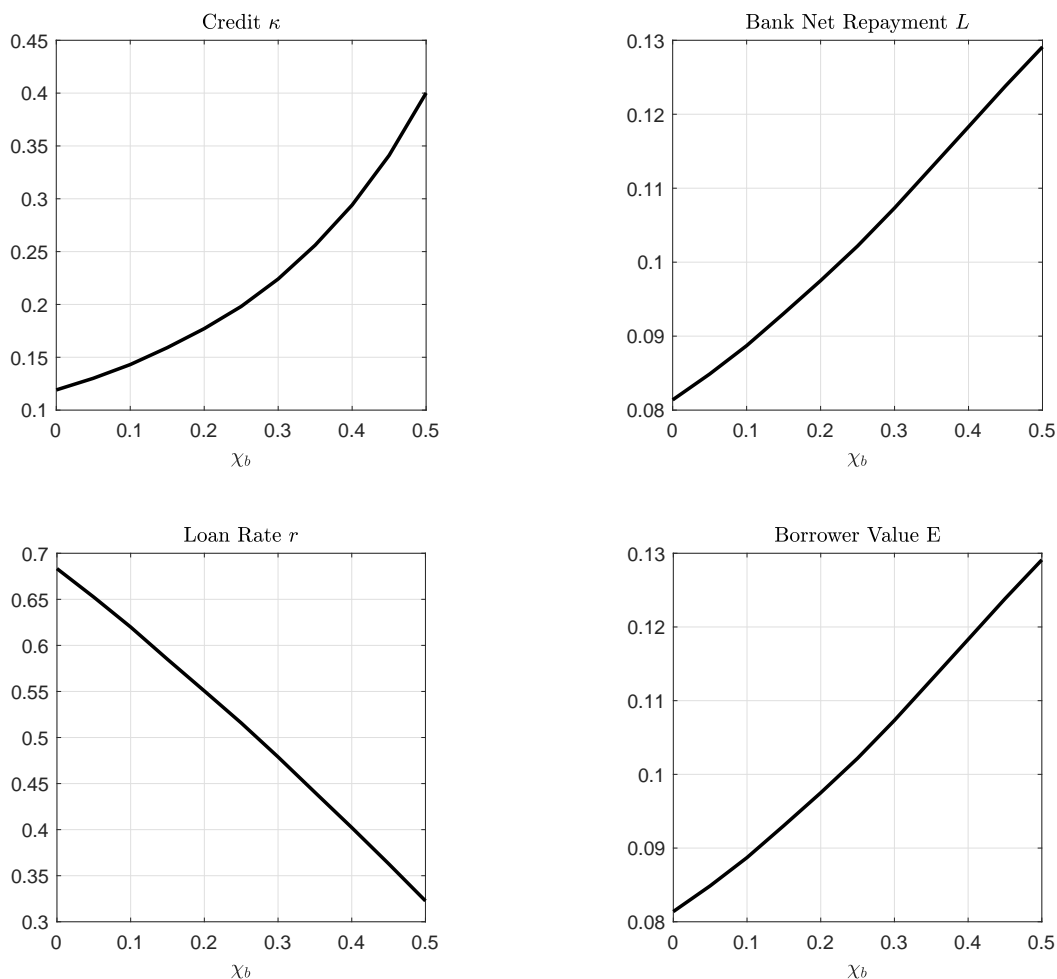 Credit κ
0.45
0.4
0.35
0.3
0.25
0.2
0.15
0.1
0 0.1 0.2 0.3 0.4 0.5
χb
Bank Net Repayment L
0.13
0.12
0.11
0.1
0.09
0.08
0 0.1 0.2 0.3 0.4 0.5
χb
Loan Rate r
0.7
0.65
0.6
0.55
0.5
0.45
0.4
0.35
0.3
0 0.1 0.2 0.3 0.4 0.5
χb
Borrower Value E
0.13
0.12
0.11
0.1
0.09
0.08
0 0.1 0.2 0.3 0.4 0.5
χb